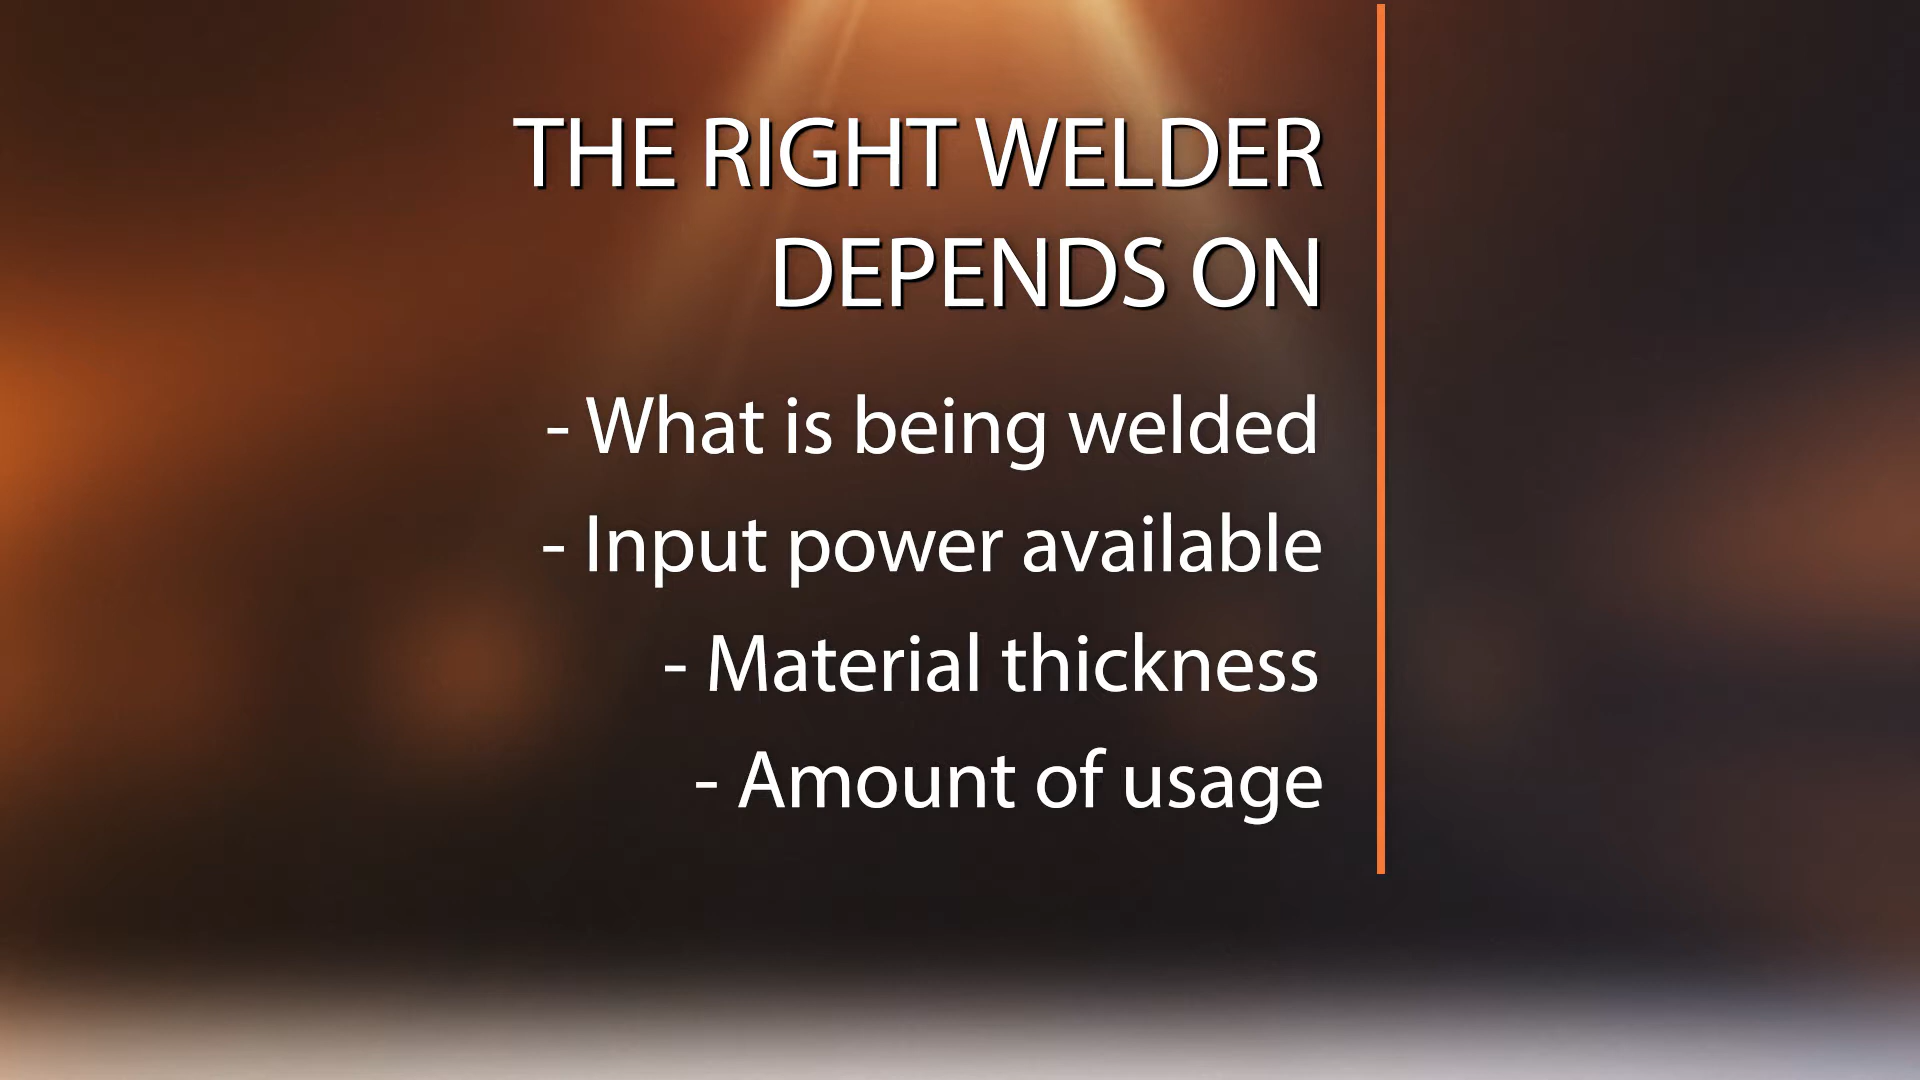 THE RIGHT WELDER
DEPENDS ON
- What is being welded
- Input power available
- Material thickness
- Amount of usage